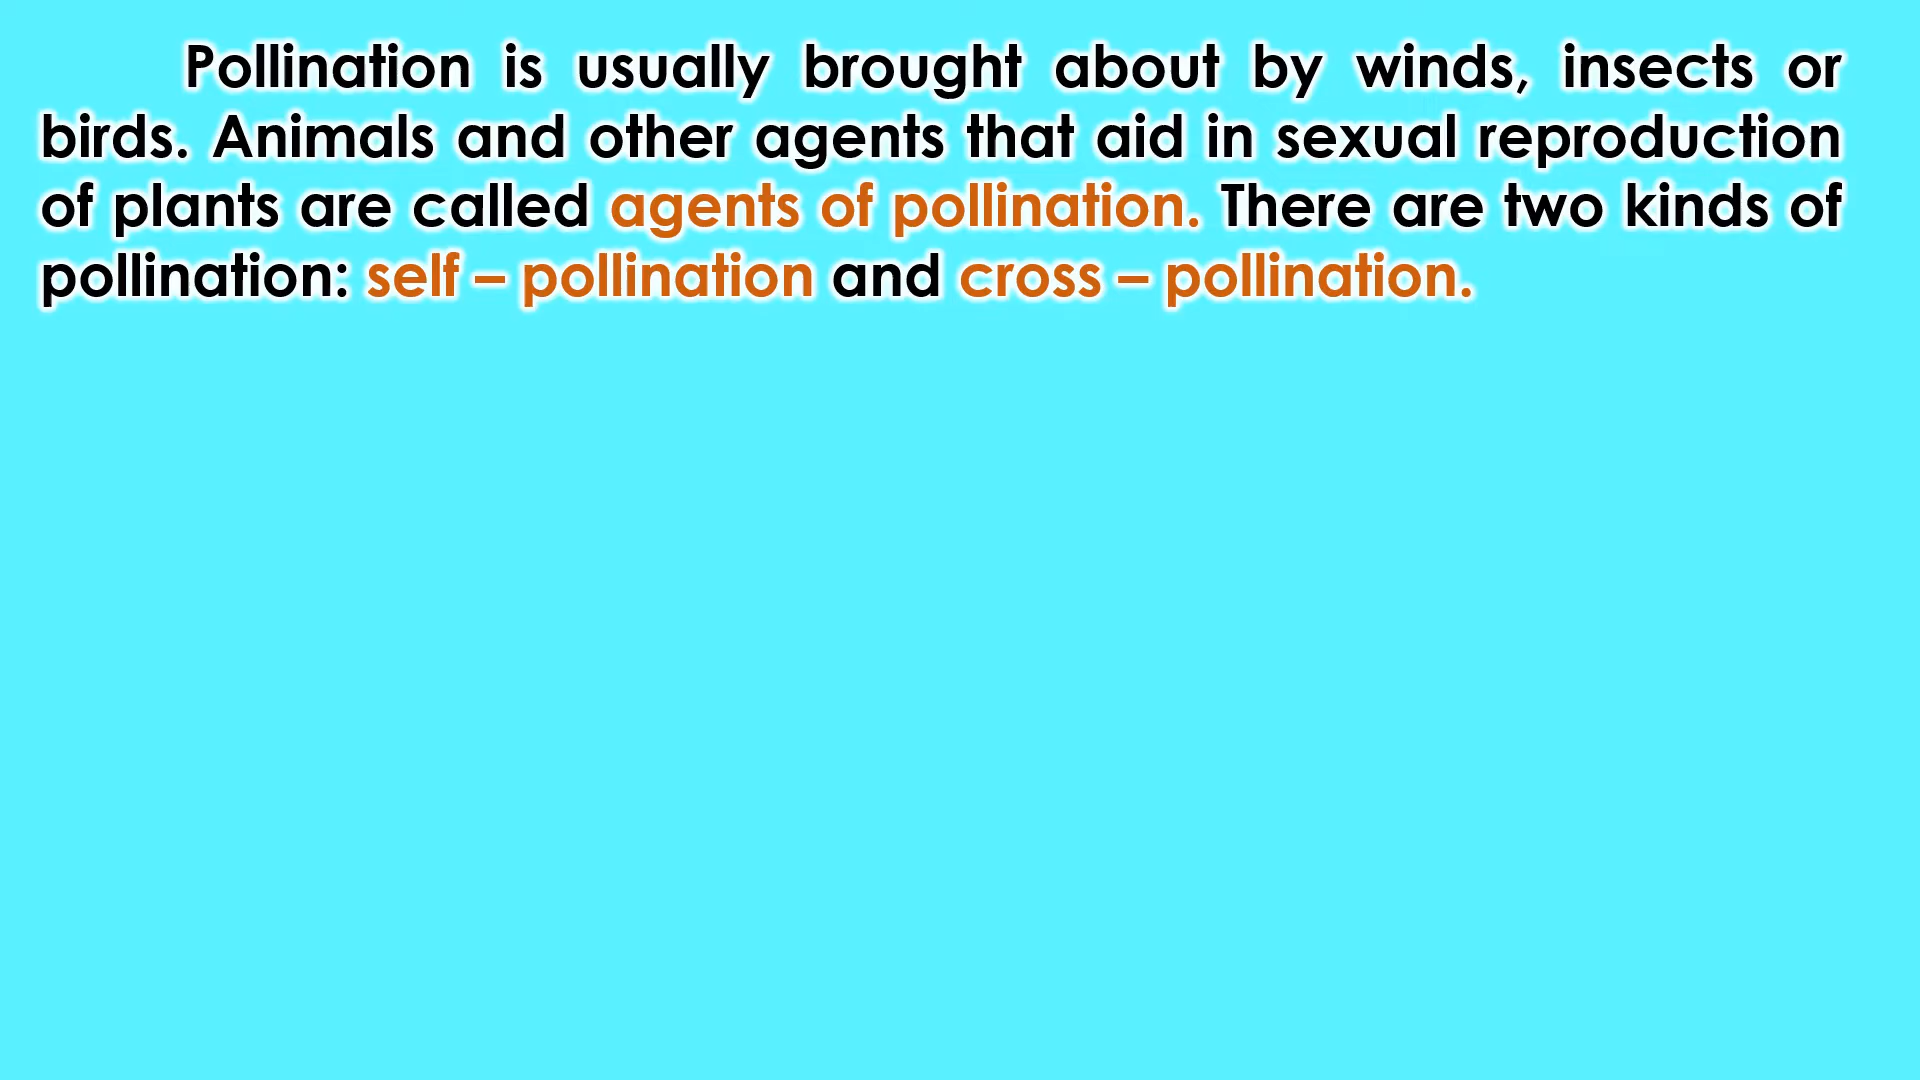 Pollination is usually brought about by winds, insects or
birds. Animals and other agents that aid in sexual reproduction
of plants are called agents of pollination. There are two kinds of
pollination: self – pollination and cross – pollination.